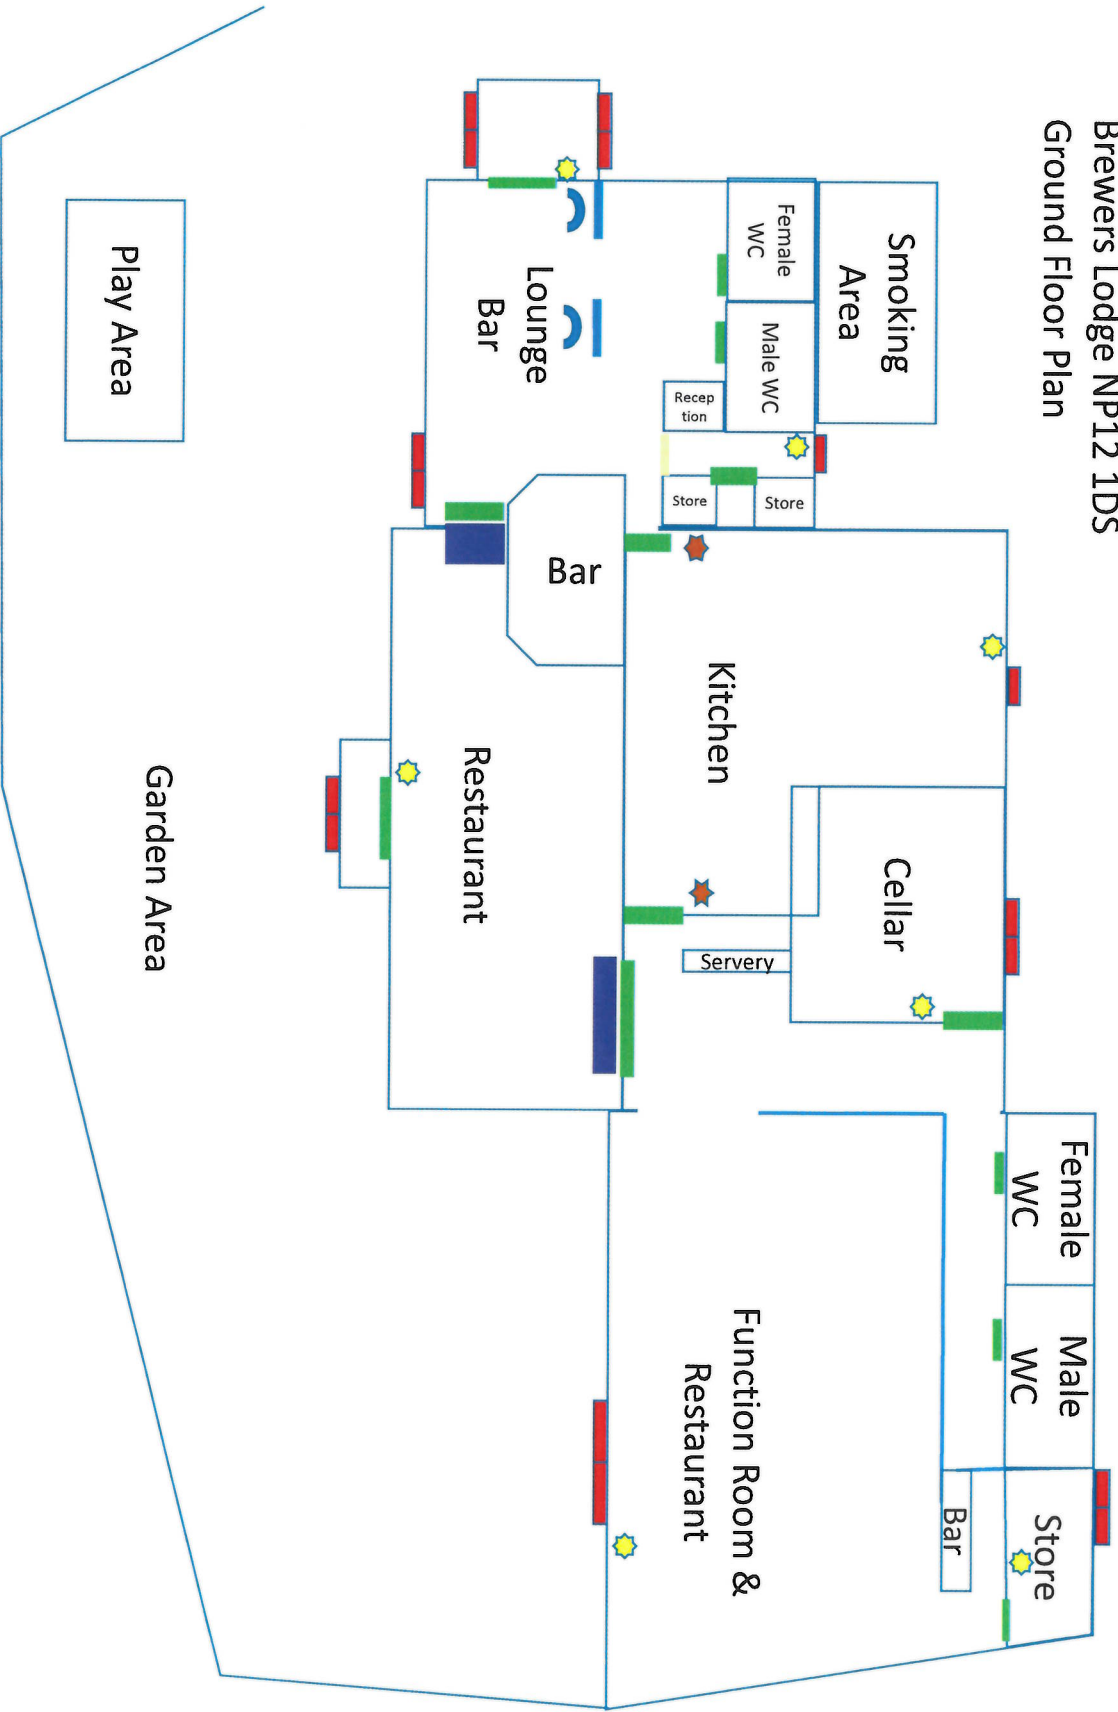 Brewers Lodge NP12 1DS
Ground Floor Plan
Smoking
Area
Female
WC
Male WC
Recep
tion
Store
Store
Lounge
Bar
Play Area
Bar
Kitchen
Cellar
Servery
Restaurant
Garden Area
Female
WC
Male
WC
Store
Bar
Function Room &
Restaurant